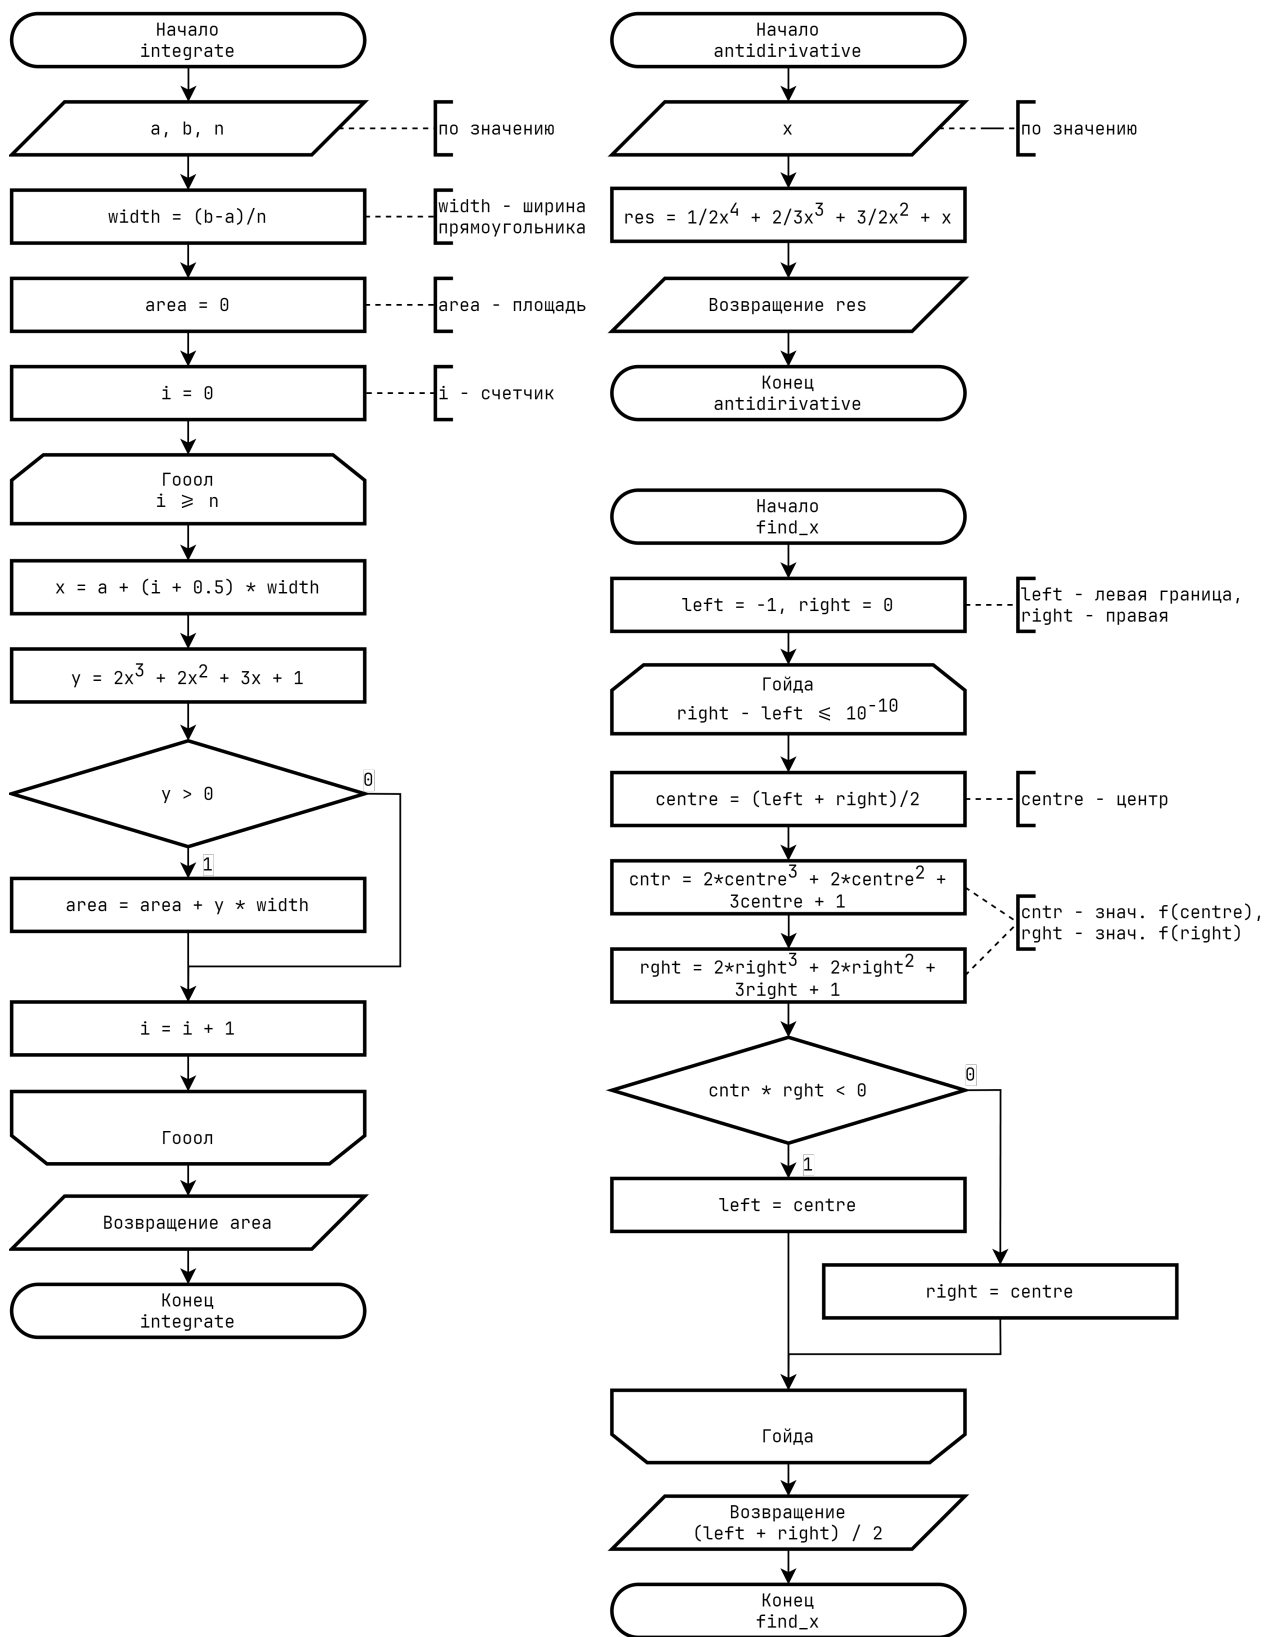 Начало
integrate
a, b, n
по значению
width = (b-a)/n
width - ширина
прямоугольника
area = 0
area - площадь
i = 0
i - счетчик
Гооол
i ⩾ n
x = a + (i + 0.5) * width
y = 2x³ + 2x² + 3x + 1
y > 0
0
1
area = area + y * width
i = i + 1
Гооол
Возвращение area
Конец
integrate
Начало
antidirivative
x
по значению
res = 1/2x⁴ + 2/3x³ + 3/2x² + x
Возвращение res
Конец
antidirivative
Начало
find_x
left = -1, right = 0
left - левая граница,
right - правая
Гойда
right - left ⩽ 10⁻¹⁰
centre = (left + right)/2
centre - центр
cntr = 2*centre³ + 2*centre² +
3centre + 1
rght = 2*right³ + 2*right² +
3right + 1
cntr - знач. f(centre),
rght - знач. f(right)
cntr * rght < 0
0
1
left = centre
right = centre
Гойда
Возвращение
(left + right) / 2
Конец
find_x